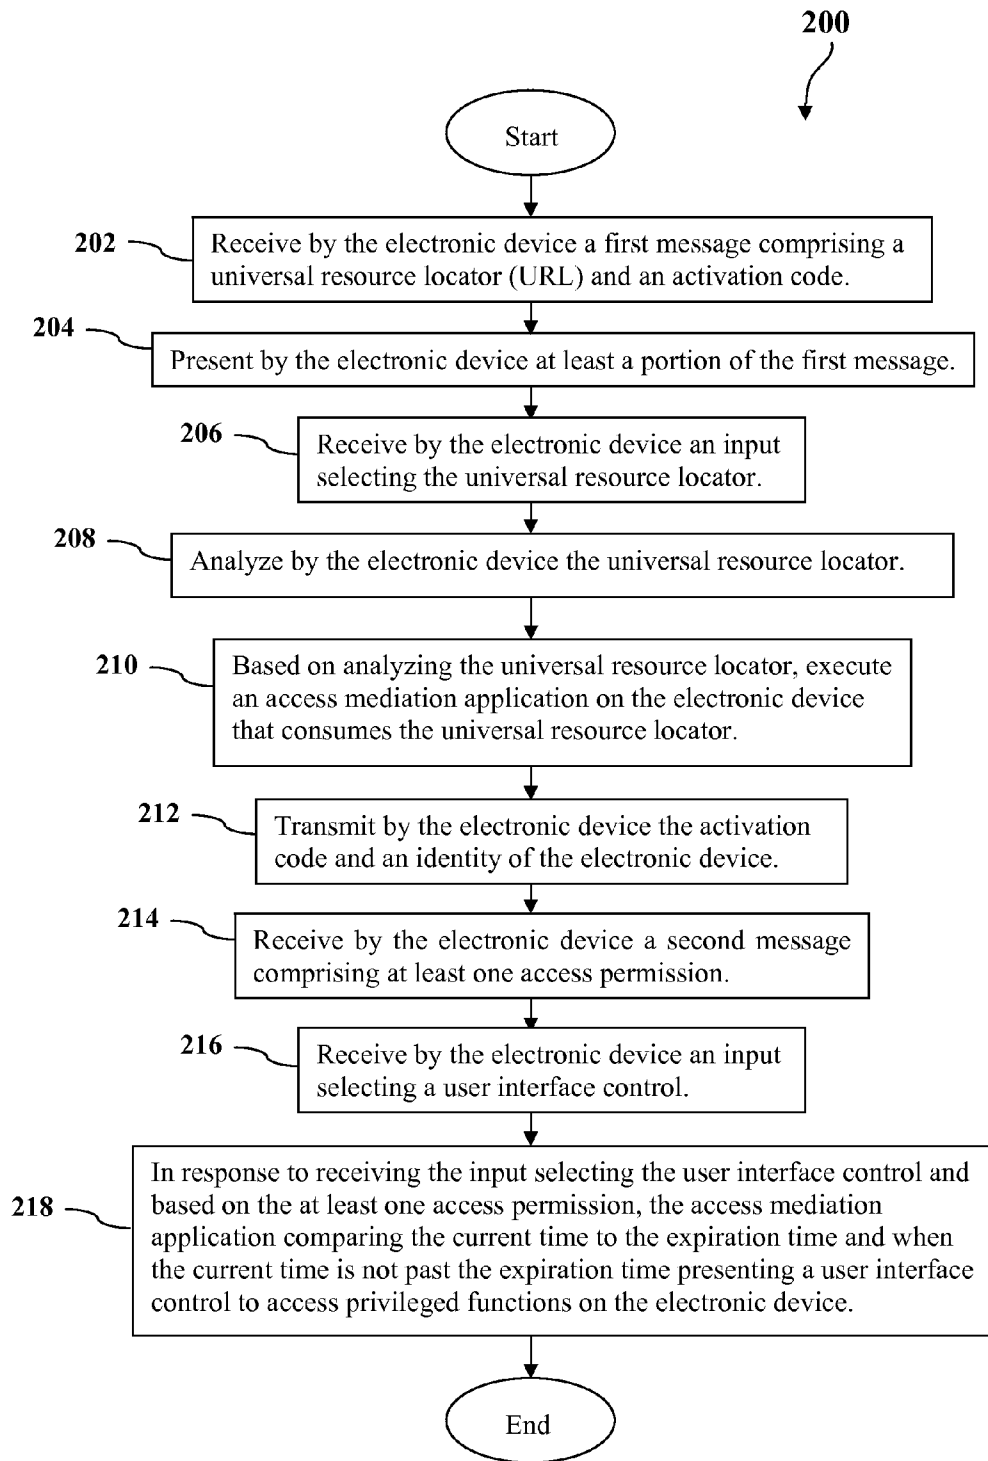 200
Start
202
Receive by the electronic device a first message comprising a
universal resource locator (URL) and an activation code.
204
Present by the electronic device at least a portion of the first message.
206
Receive by the electronic device an input
selecting the universal resource locator.
208
Analyze by the electronic device the universal resource locator.
210
Based on analyzing the universal resource locator, execute
an access mediation application on the electronic device
that consumes the universal resource locator.
212
Transmit by the electronic device the activation
code and an identity of the electronic device.
214
Receive by the electronic device a second message
comprising at least one access permission.
216
Receive by the electronic device an input
selecting a user interface control.
218
In response to receiving the input selecting the user interface control and
based on the at least one access permission, the access mediation
application comparing the current time to the expiration time and when
the current time is not past the expiration time presenting a user interface
control to access privileged functions on the electronic device.
End